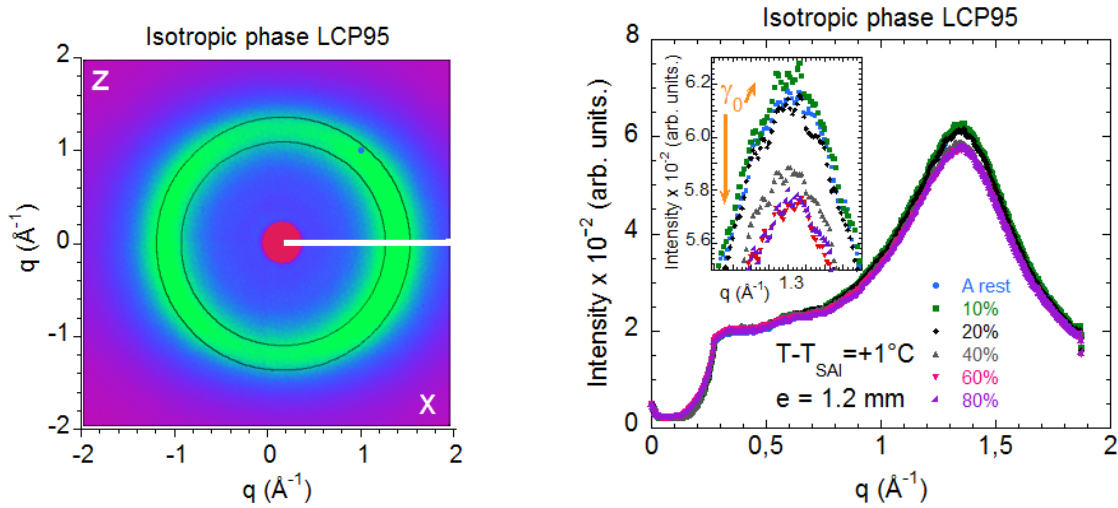 Isotropic phase LCP95
Z
X
2
1
0
-1
-2
q (Å⁻¹)
-2
-1
0
1
2
q (Å⁻¹)
Isotropic phase LCP95
8
6
4
2
0
Intensity x 10⁻² (arb. units.)
6.2
6.0
5.8
5.6
Intensity x 10⁻² (arb. units.)
γ₀
q (Å⁻¹) 1.3
A rest
10%
20%
40%
60%
80%
T-T_SAI=+1°C
e = 1.2 mm
0
0,5
1
1,5
2
q (Å⁻¹)